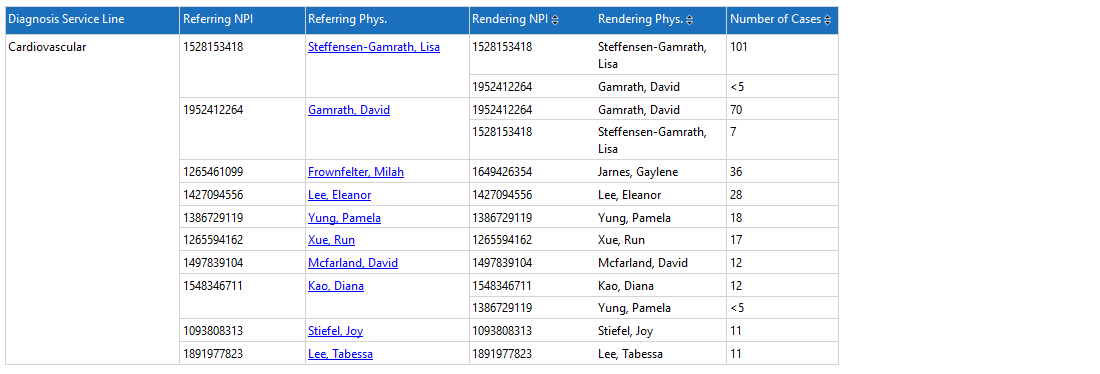 Diagnosis Service Line Referring NPI Referring Phys. Rendering NPI Rendering Phys. Number of Cases
Cardiovascular 1528153418 Steffensen-Gamrath, Lisa 1528153418 Steffensen-Gamrath, 101
Lisa
1952412264 Gamrath, David <5
1952412264 Gamrath, David 1952412264 Gamrath, David 70
1528153418 Steffensen-Gamrath, 7
Lisa
1265461099 Frownfelter, Milah 1649426354 Jarnes, Gaylene 36
1427094556 Lee, Eleanor 1427094556 Lee, Eleanor 28
1386729119 Yung, Pamela 1386729119 Yung, Pamela 18
1265594162 Xue, Run 1265594162 Xue, Run 17
1497839104 Mcfarland, David 1497839104 Mcfarland, David 12
1548346711 Kao, Diana 1548346711 Kao, Diana 12
1386729119 Yung, Pamela <5
1093808313 Stiefel, Joy 1093808313 Stiefel, Joy 11
1891977823 Lee, Tabessa 1891977823 Lee, Tabessa 11